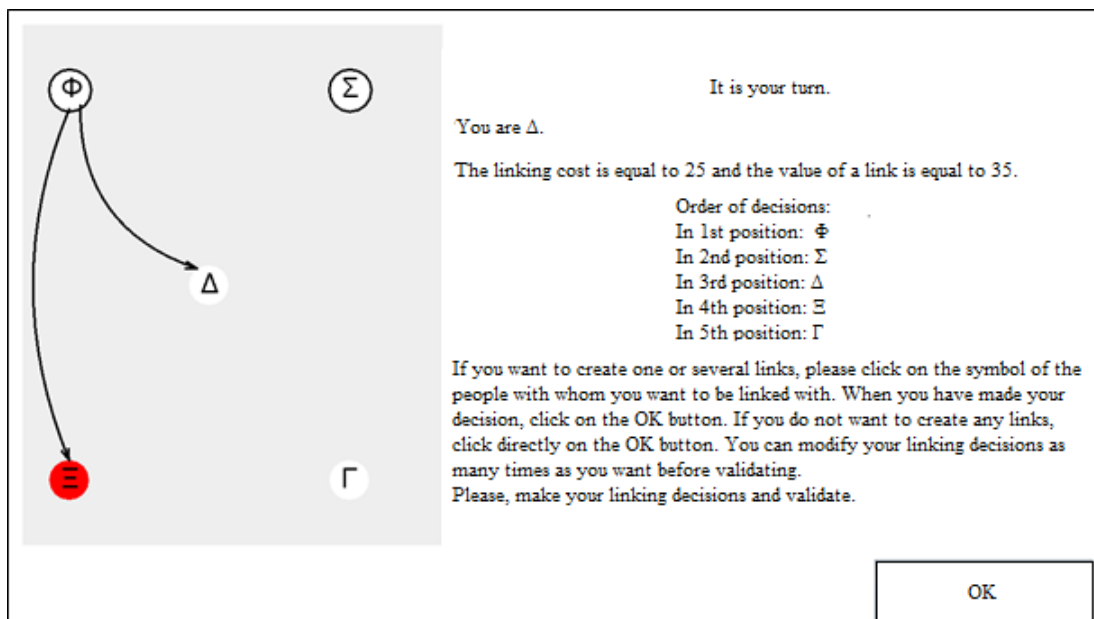 Φ
Σ
Δ
Ξ
Γ
It is your turn.
You are Δ.
The linking cost is equal to 25 and the value of a link is equal to 35.
Order of decisions:
In 1st position: Φ
In 2nd position: Σ
In 3rd position: Δ
In 4th position: Ξ
In 5th position: Γ
If you want to create one or several links, please click on the symbol of the
people with whom you want to be linked with. When you have made your
decision, click on the OK button. If you do not want to create any links,
click directly on the OK button. You can modify your linking decisions as
many times as you want before validating.
Please, make your linking decisions and validate.
OK